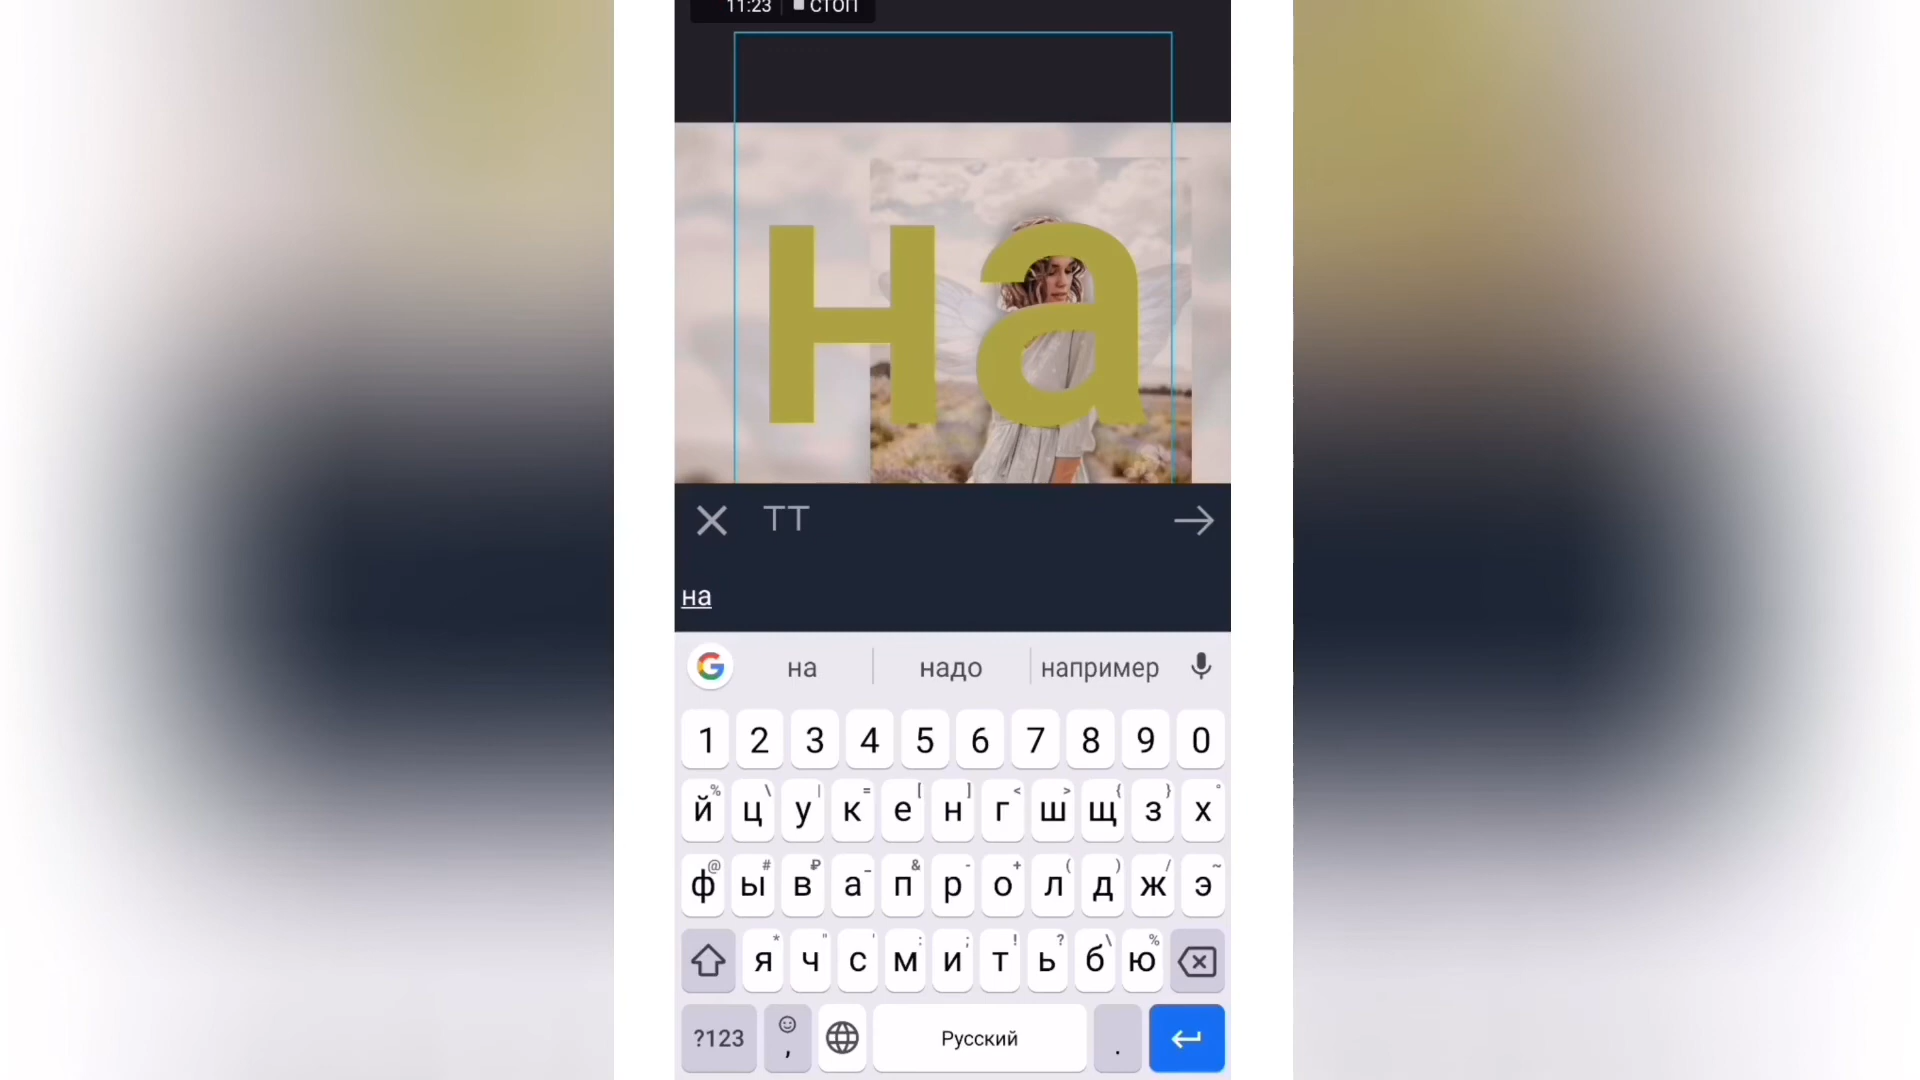 11:23 СТОП
на
TT
на
на надо например
1 2 3 4 5 6 7 8 9 0
й % ц \ у | к = е [ н ] г < ш > щ { з } х °
ф @ ы # в ₽ а _ п & р - о + л ( д ) ж / э ~
я * ч " с ' м : и ; т ! ь ? б \ ю %
?123 , Русский .